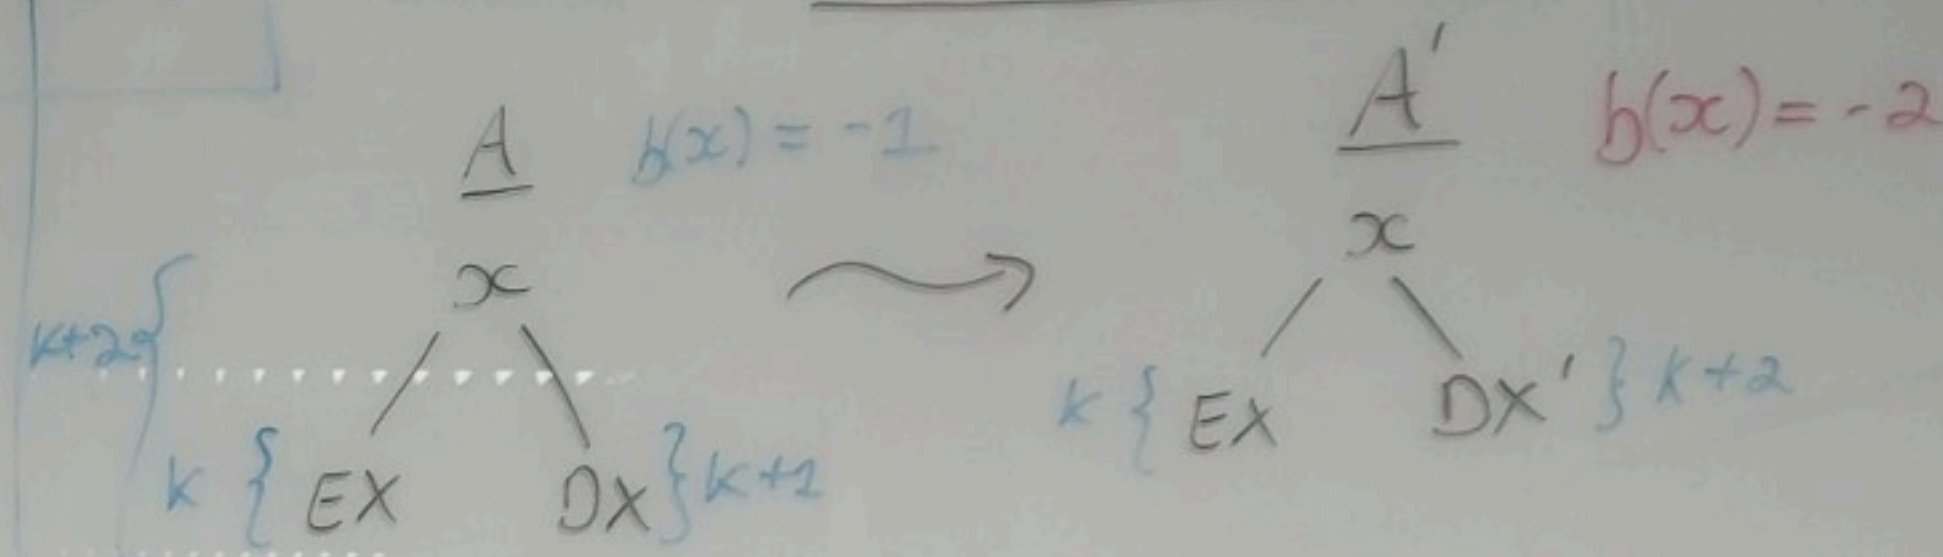 A'
b(x) = -2
A
b(x) = -1
x
x
k+2{
k { EX
DX }k+1
k { EX
DX' } k+2